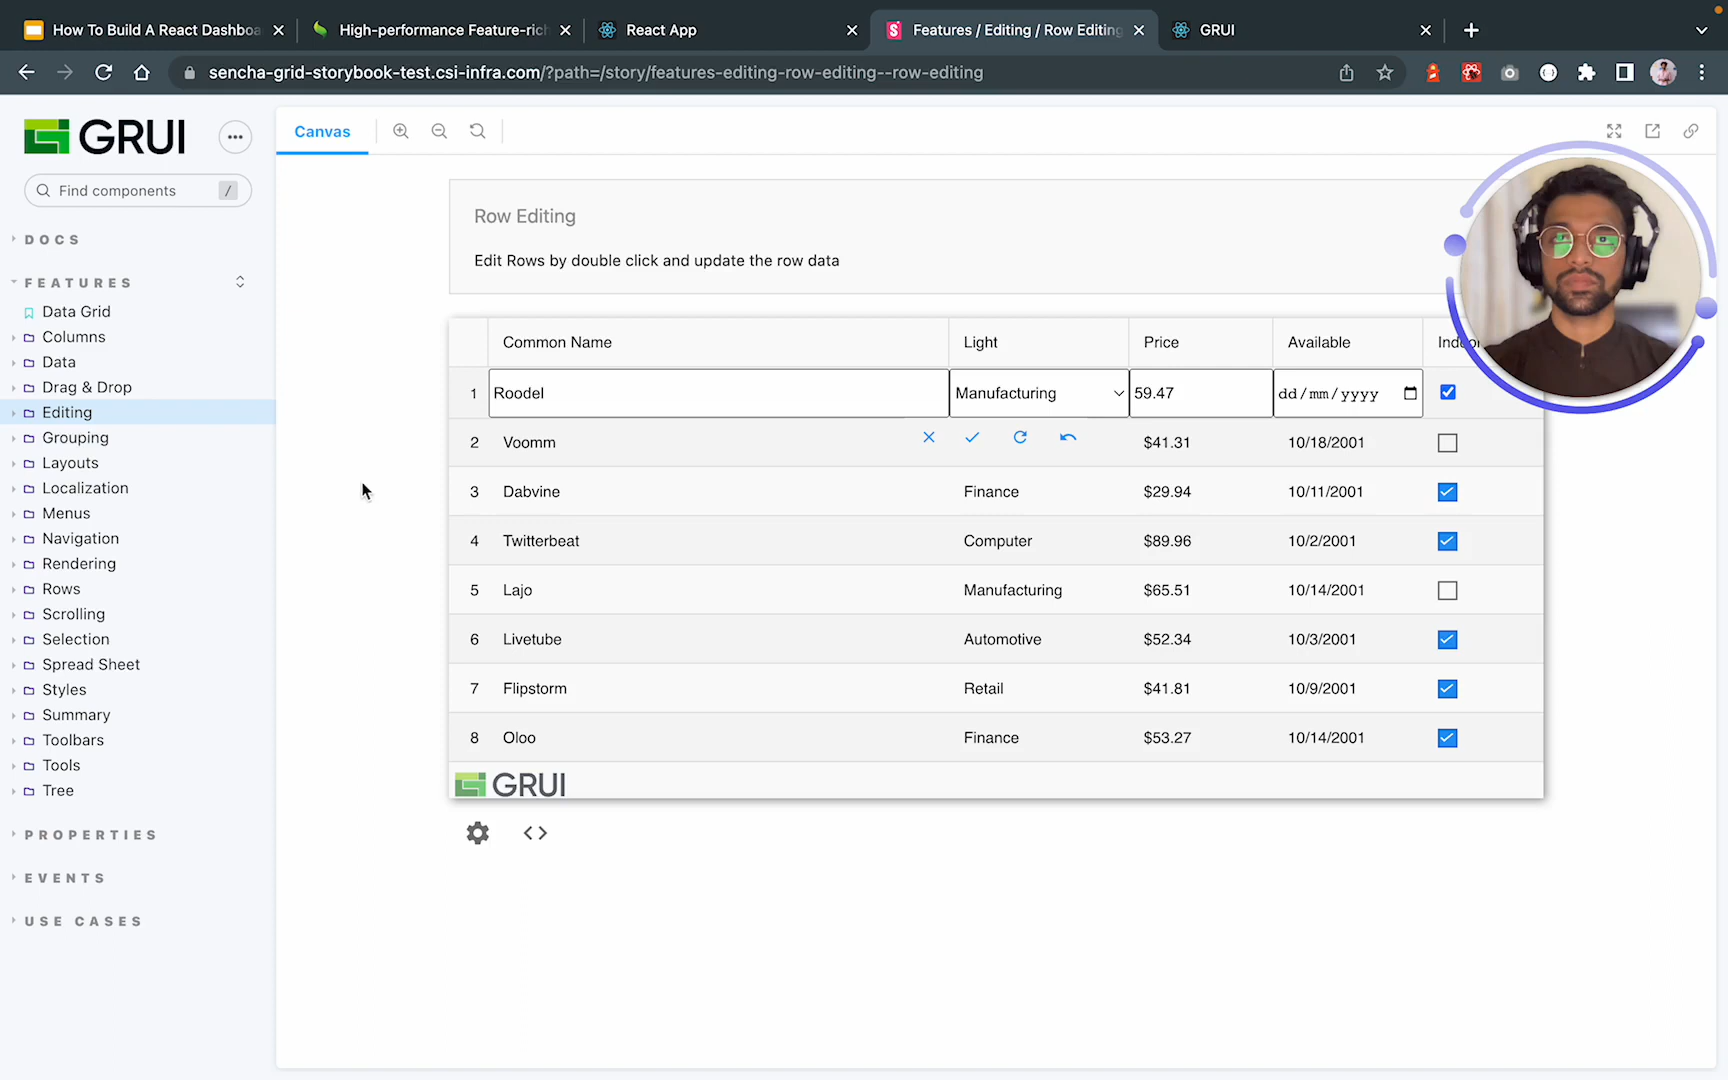 How To Build A React Dashboa
High-performance Feature-rich
React App
Features / Editing / Row Editing
GRUI
sencha-grid-storybook-test.csi-infra.com/?path=/story/features-editing-row-editing--row-editing
GRUI
Find components /
DOCS
FEATURES
Data Grid
Columns
Data
Drag & Drop
Editing
Grouping
Layouts
Localization
Menus
Navigation
Rendering
Rows
Scrolling
Selection
Spread Sheet
Styles
Summary
Toolbars
Tools
Tree
PROPERTIES
EVENTS
USE CASES
Canvas
Row Editing
Edit Rows by double click and update the row data
Common Name Light Price Available
1 Roodel Manufacturing 59.47 dd/mm/yyyy
2 Voomm $41.31 10/18/2001
3 Dabvine Finance $29.94 10/11/2001
4 Twitterbeat Computer $89.96 10/2/2001
5 Lajo Manufacturing $65.51 10/14/2001
6 Livetube Automotive $52.34 10/3/2001
7 Flipstorm Retail $41.81 10/9/2001
8 Oloo Finance $53.27 10/14/2001
GRUI